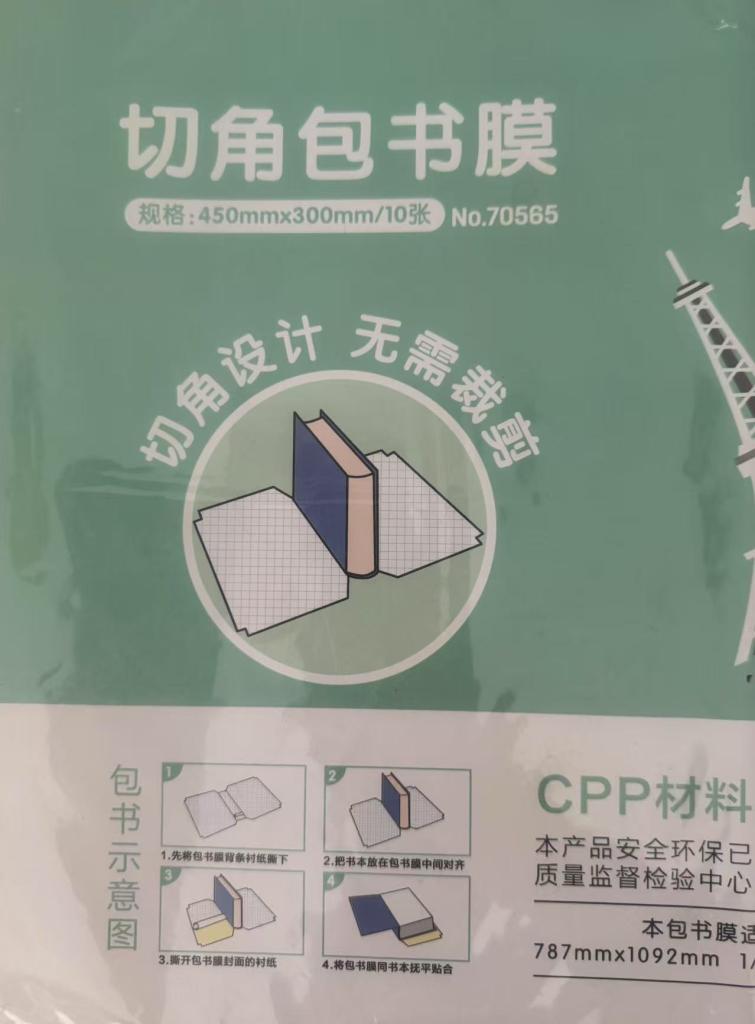 切角包书膜
规格:450mmx300mm/10张 No.70565
切角设计 无需裁剪
包书示意图
1
1.先将包书膜背条衬纸撕下
2
2.把书本放在包书膜中间对齐
3
3.撕开包书膜封面的衬纸
4
4.将包书膜同书本抚平贴合
CPP材料
本产品安全环保已
质量监督检验中心
本包书膜适
787mmx1092mm 1/